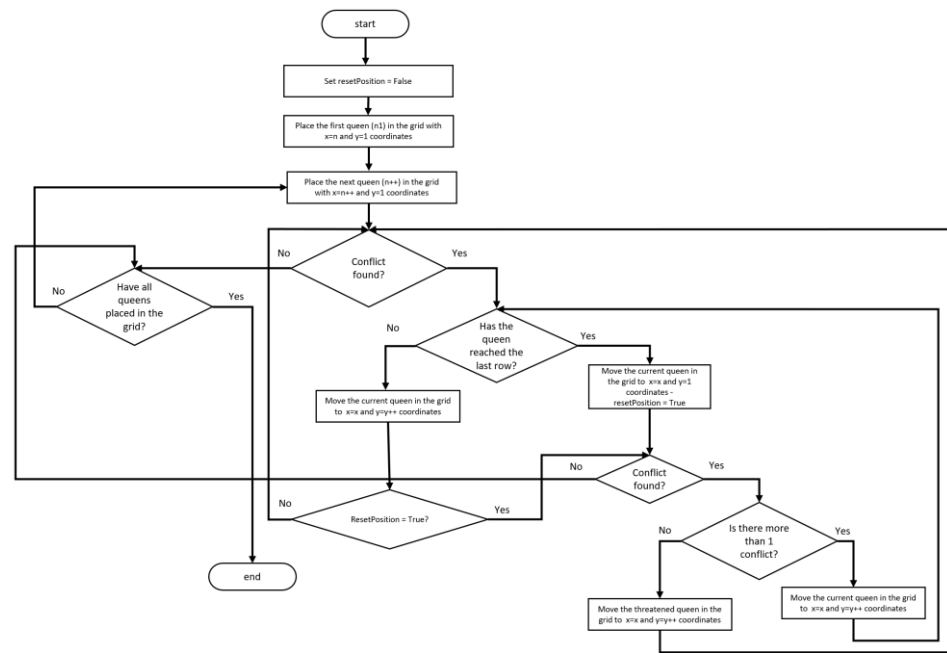 start
Set resetPosition = False
Place the first queen (n1) in the grid with
x=n and y=1 coordinates
Place the next queen (n++) in the grid
with x=n++ and y=1 coordinates
No
Conflict
found?
Yes
No
Have all
queens
placed in the
grid?
Yes
No
Has the
queen
reached the
last row?
Yes
Move the current queen in the grid
to x=x and y=y++ coordinates
Move the current queen in
the grid to x=x and y=1
coordinates -
resetPosition = True
No
Conflict
found?
Yes
No
ResetPosition = True?
Yes
No
Is there more
than 1
conflict?
Yes
end
Move the threatened queen in the
grid to x=x and y=y++ coordinates
Move the current queen in the grid
to x=x and y=y++ coordinates